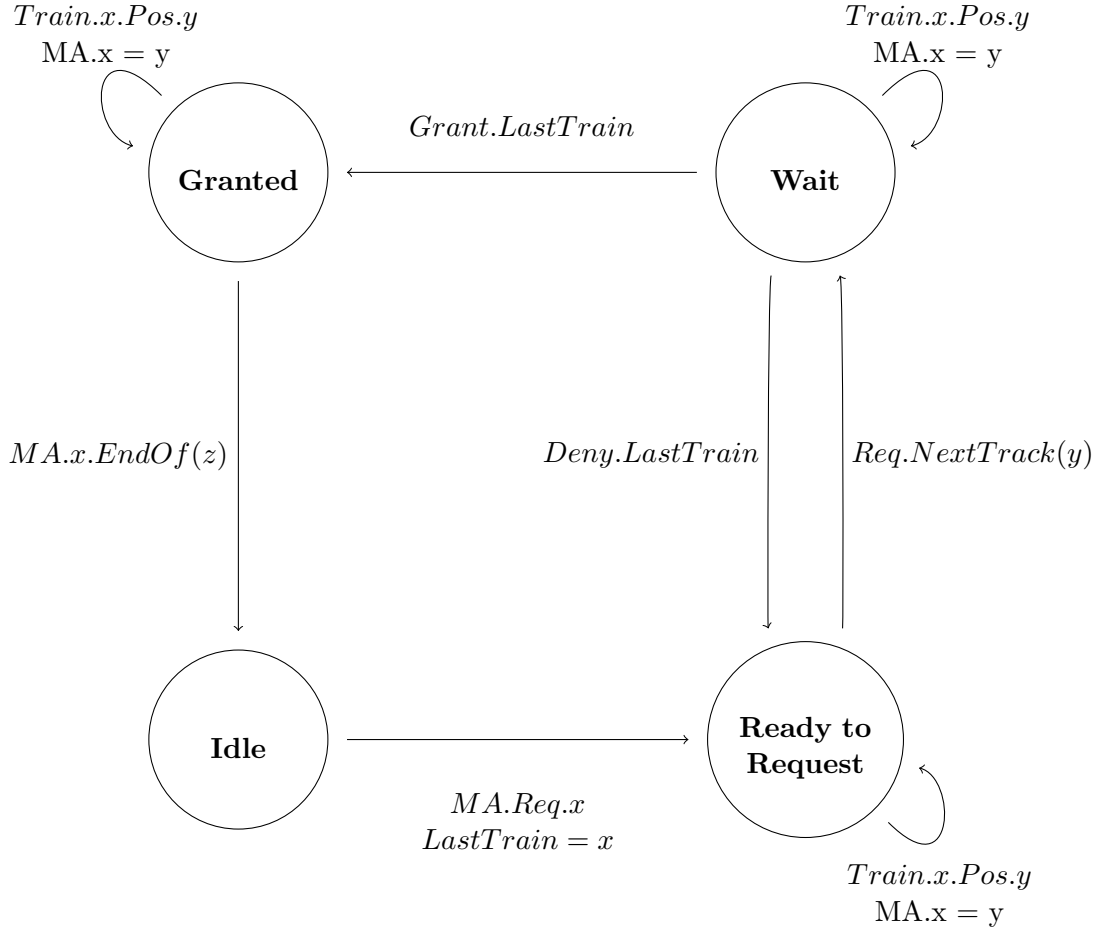 Train.x.Pos.y
MA.x = y
Train.x.Pos.y
MA.x = y
Grant.LastTrain
Granted
Wait
MA.x.EndOf(z)
Deny.LastTrain
Req.NextTrack(y)
Idle
Ready to
Request
MA.Req.x
LastTrain = x
Train.x.Pos.y
MA.x = y